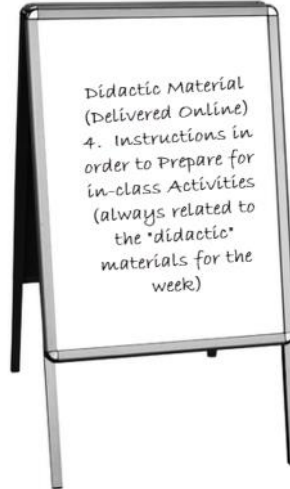 Didactic Material
(Delivered Online)
4. Instructions in
order to Prepare for
in-class Activities
(always related to
the "didactic"
materials for the
week)